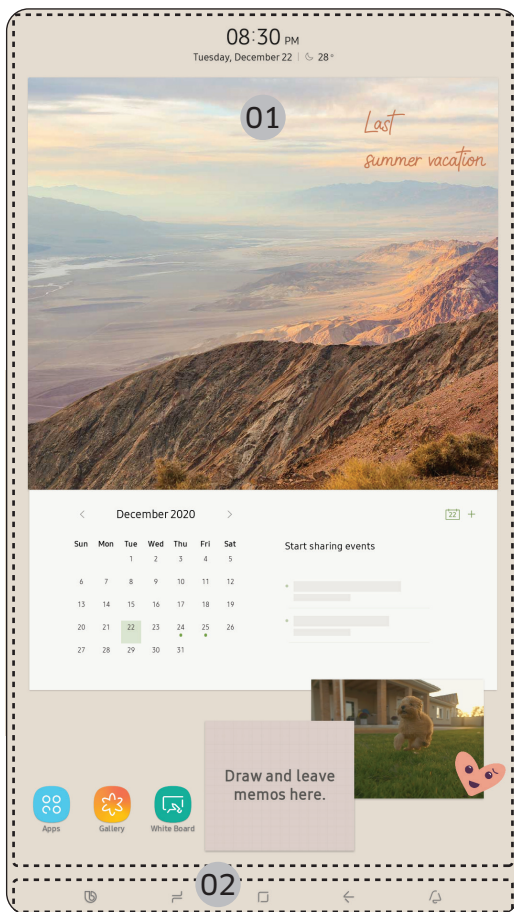 08:30 PM
Tuesday, December 22 | 28°
01
Last
summer vacation
December 2020
22 +
Sun Mon Tue Wed Thu Fri Sat
1 2 3 4 5
6 7 8 9 10 11 12
13 14 15 16 17 18 19
20 21 22 23 24 25 26
27 28 29 30 31
Start sharing events
Draw and leave
memos here.
Apps Gallery White Board
02